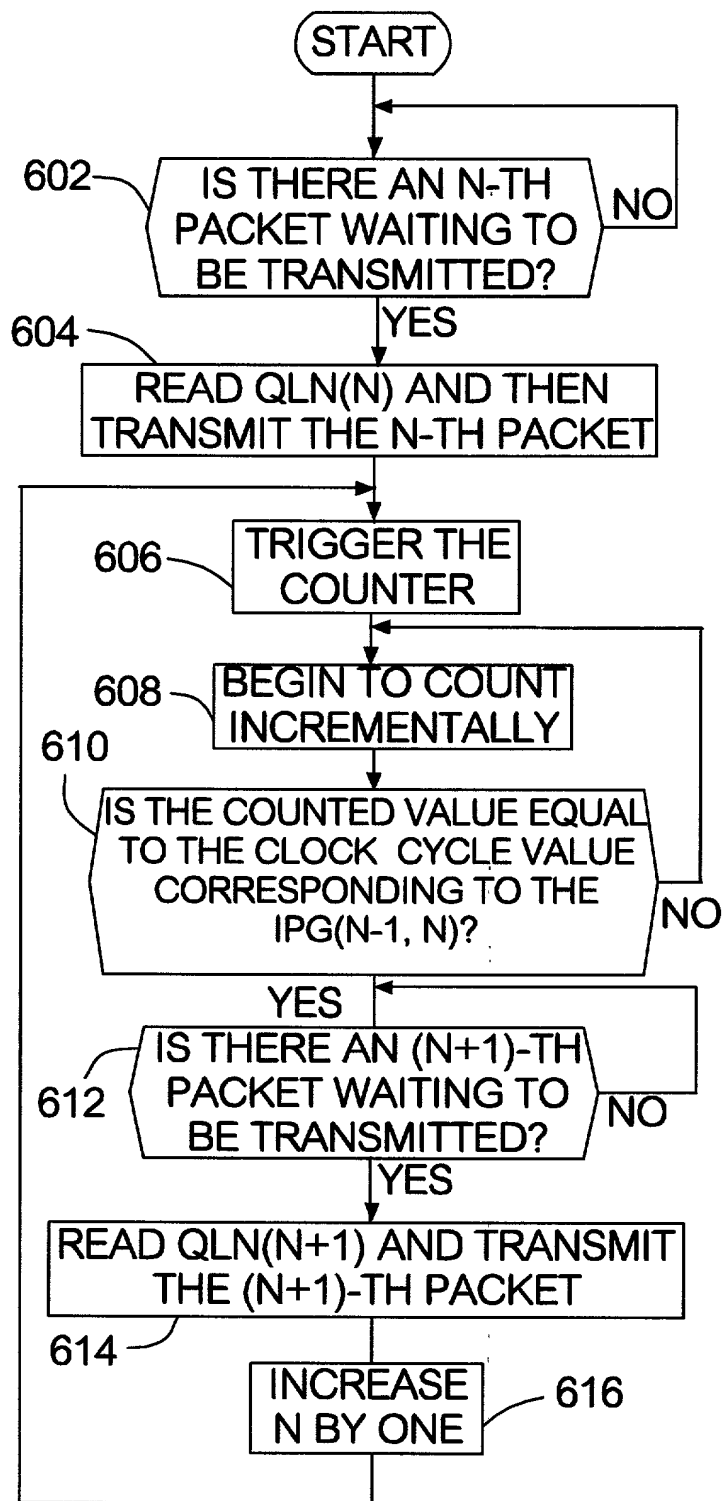 START
602
IS THERE AN N-TH
PACKET WAITING TO
BE TRANSMITTED?
NO
YES
604
READ QLN(N) AND THEN
TRANSMIT THE N-TH PACKET
606
TRIGGER THE
COUNTER
608
BEGIN TO COUNT
INCREMENTALLY
610
IS THE COUNTED VALUE EQUAL
TO THE CLOCK CYCLE VALUE
CORRESPONDING TO THE
IPG(N-1, N)?
NO
YES
612
IS THERE AN (N+1)-TH
PACKET WAITING TO
BE TRANSMITTED?
NO
YES
READ QLN(N+1) AND TRANSMIT
THE (N+1)-TH PACKET
614
INCREASE
N BY ONE
616